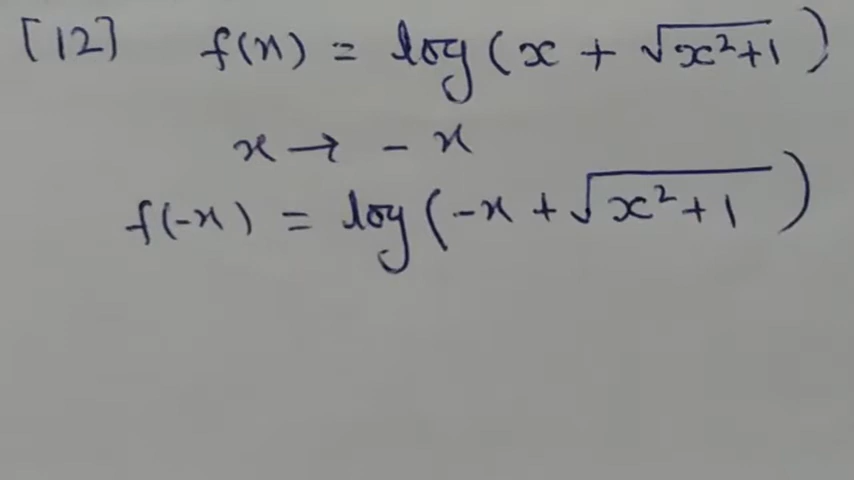 [12] f(x) = log(x + √x²+1)
x → - x
f(-x) = log(-x + √x²+1)